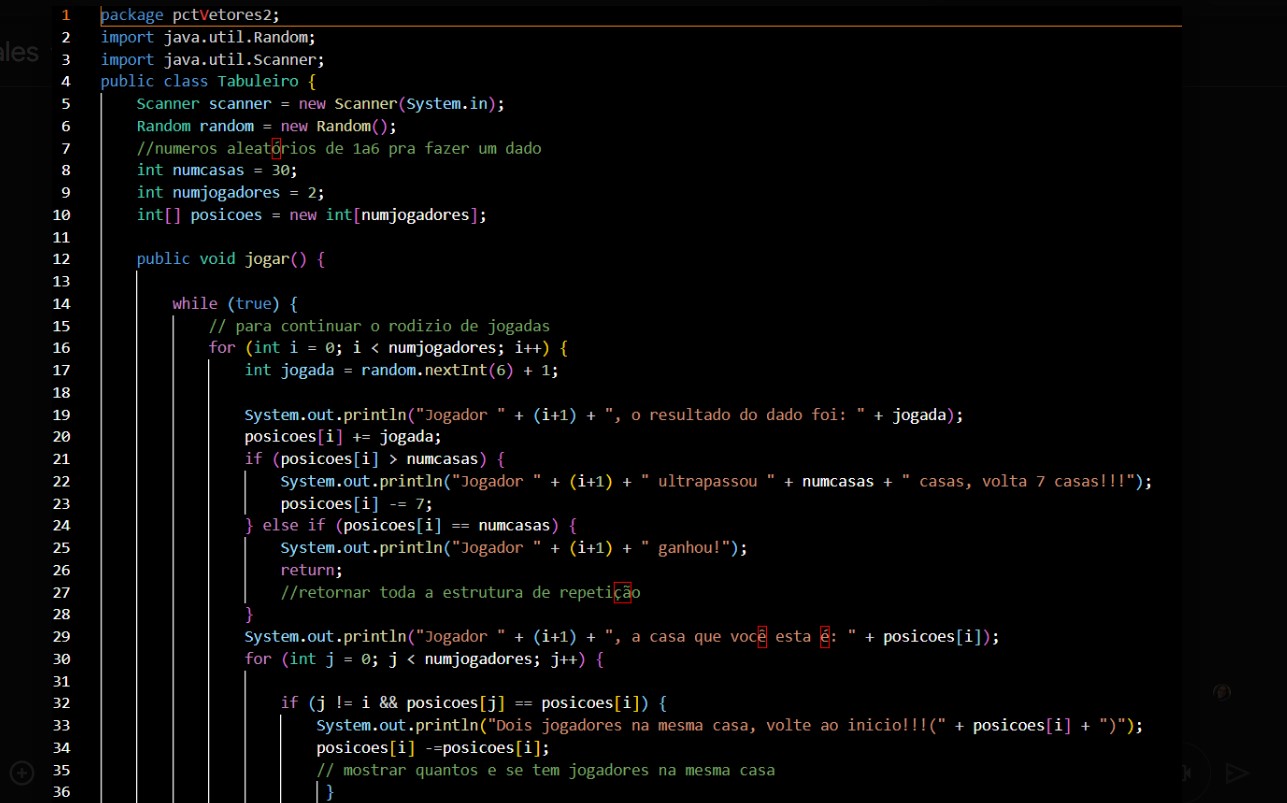 ales
1 package pctVetores2;
2 import java.util.Random;
3 import java.util.Scanner;
4 public class Tabuleiro {
5 Scanner scanner = new Scanner(System.in);
6 Random random = new Random();
7 //numeros aleatórios de 1a6 pra fazer um dado
8 int numcasas = 30;
9 int numjogadores = 2;
10 int[] posicoes = new int[numjogadores];
11
12 public void jogar() {
13
14 while (true) {
15 // para continuar o rodizio de jogadas
16 for (int i = 0; i < numjogadores; i++) {
17 int jogada = random.nextInt(6) + 1;
18
19 System.out.println("Jogador " + (i+1) + ", o resultado do dado foi: " + jogada);
20 posicoes[i] += jogada;
21 if (posicoes[i] > numcasas) {
22 System.out.println("Jogador " + (i+1) + " ultrapassou " + numcasas + " casas, volta 7 casas!!!");
23 posicoes[i] -= 7;
24 } else if (posicoes[i] == numcasas) {
25 System.out.println("Jogador " + (i+1) + " ganhou!");
26 return;
27 //retornar toda a estrutura de repetição
28 }
29 System.out.println("Jogador " + (i+1) + ", a casa que você esta é: " + posicoes[i]);
30 for (int j = 0; j < numjogadores; j++) {
31
32 if (j != i && posicoes[j] == posicoes[i]) {
33 System.out.println("Dois jogadores na mesma casa, volte ao inicio!!!(" + posicoes[i] + ")");
34 posicoes[i] -=posicoes[i];
35 // mostrar quantos e se tem jogadores na mesma casa
36 }